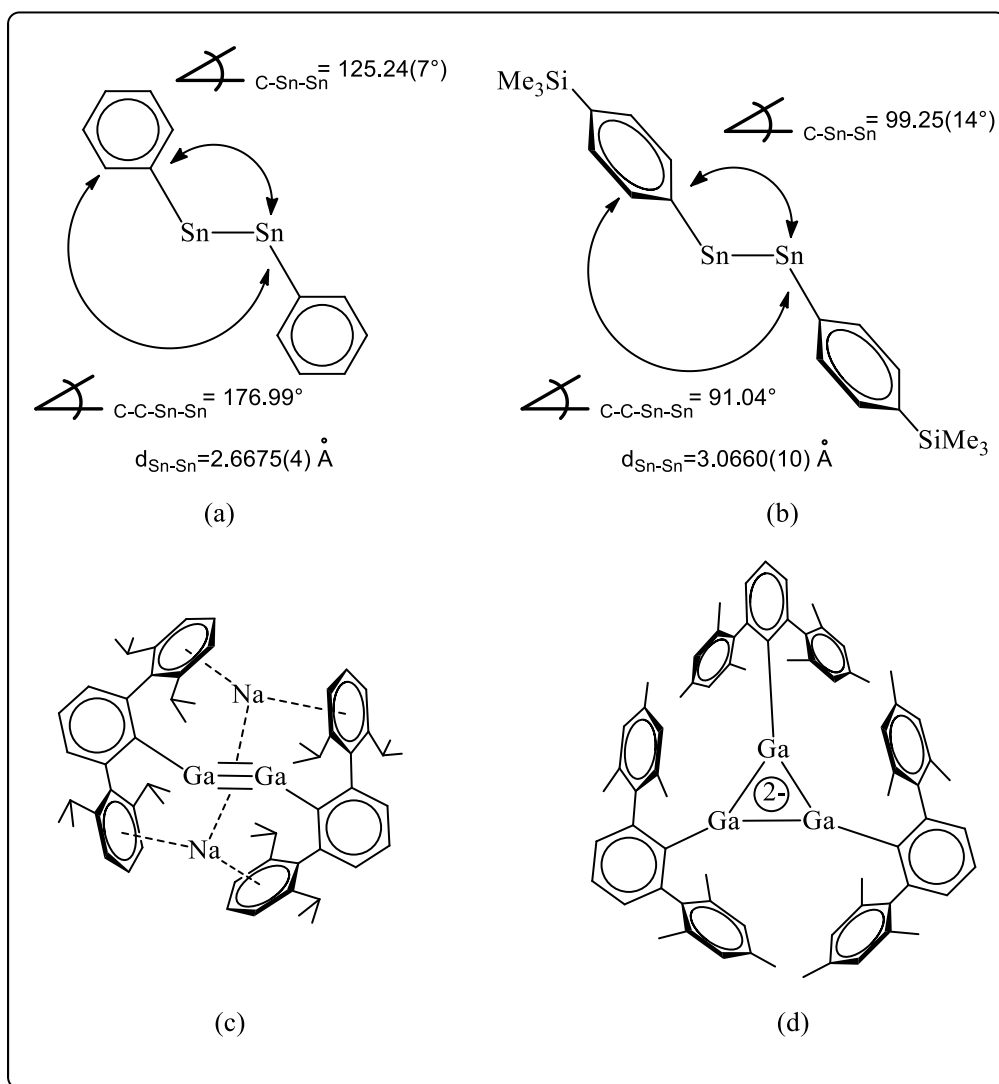 C-Sn-Sn = 125.24(7°)
Sn Sn
C-C-Sn-Sn = 176.99°
dSn-Sn=2.6675(4) Å
(a)
Me3Si
C-Sn-Sn = 99.25(14°)
Sn Sn
SiMe3
C-C-Sn-Sn = 91.04°
dSn-Sn=3.0660(10) Å
(b)
Na
Ga Ga
Na
(c)
Ga
2-
Ga Ga
(d)